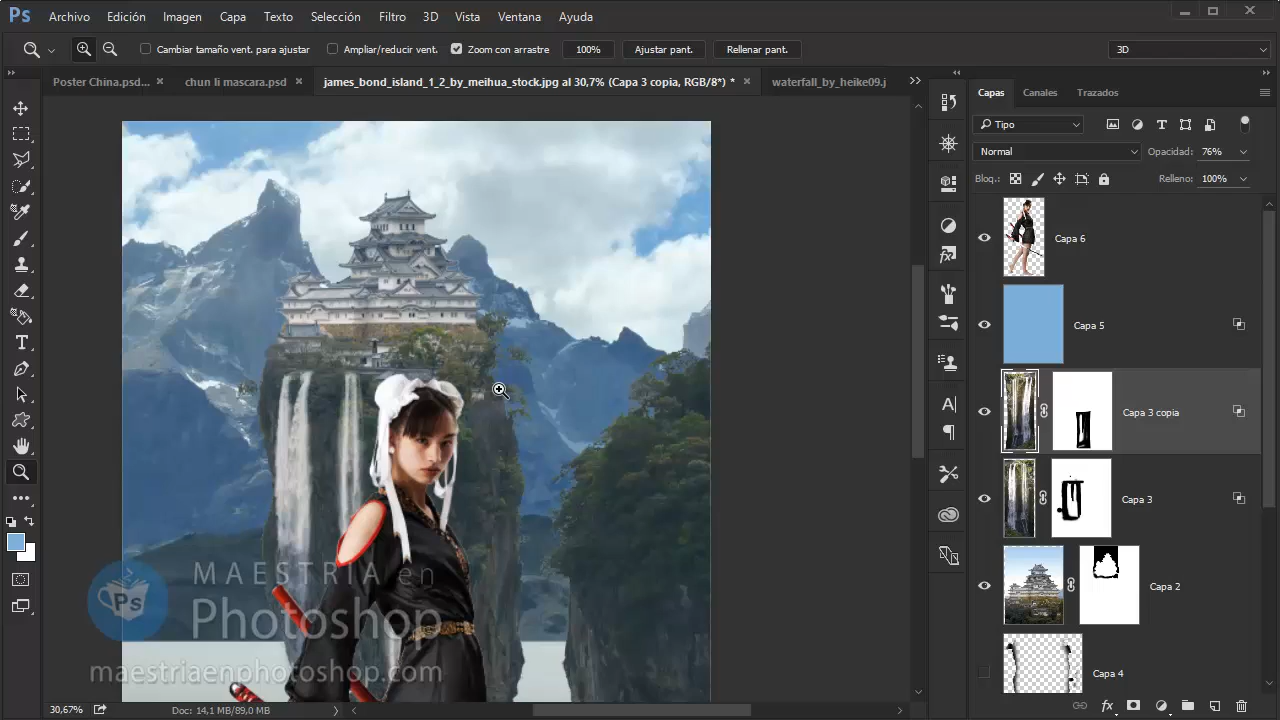 Ps Archivo Edición Imagen Capa Texto Selección Filtro 3D Vista Ventana Ayuda
Cambiar tamaño vent. para ajustar Ampliar/reducir vent. Zoom con arrastre 100% Ajustar pant. Rellenar pant. 3D
Poster China.psd... chun li mascara.psd james_bond_island_1_2_by_meihua_stock.jpg al 30,7% (Capa 3 copia, RGB/8*) * waterfall_by_heike09.j
Capas Canales Trazados
Tipo
Normal Opacidad: 76%
Bloq.: Relleno: 100%
Capa 6
Capa 5
Capa 3 copia
Capa 3
Capa 2
Capa 4
Ps
MAESTRIA en
Photoshop
maestriaenphotoshop.com
30,67% Doc: 14,1 MB/89,0 MB